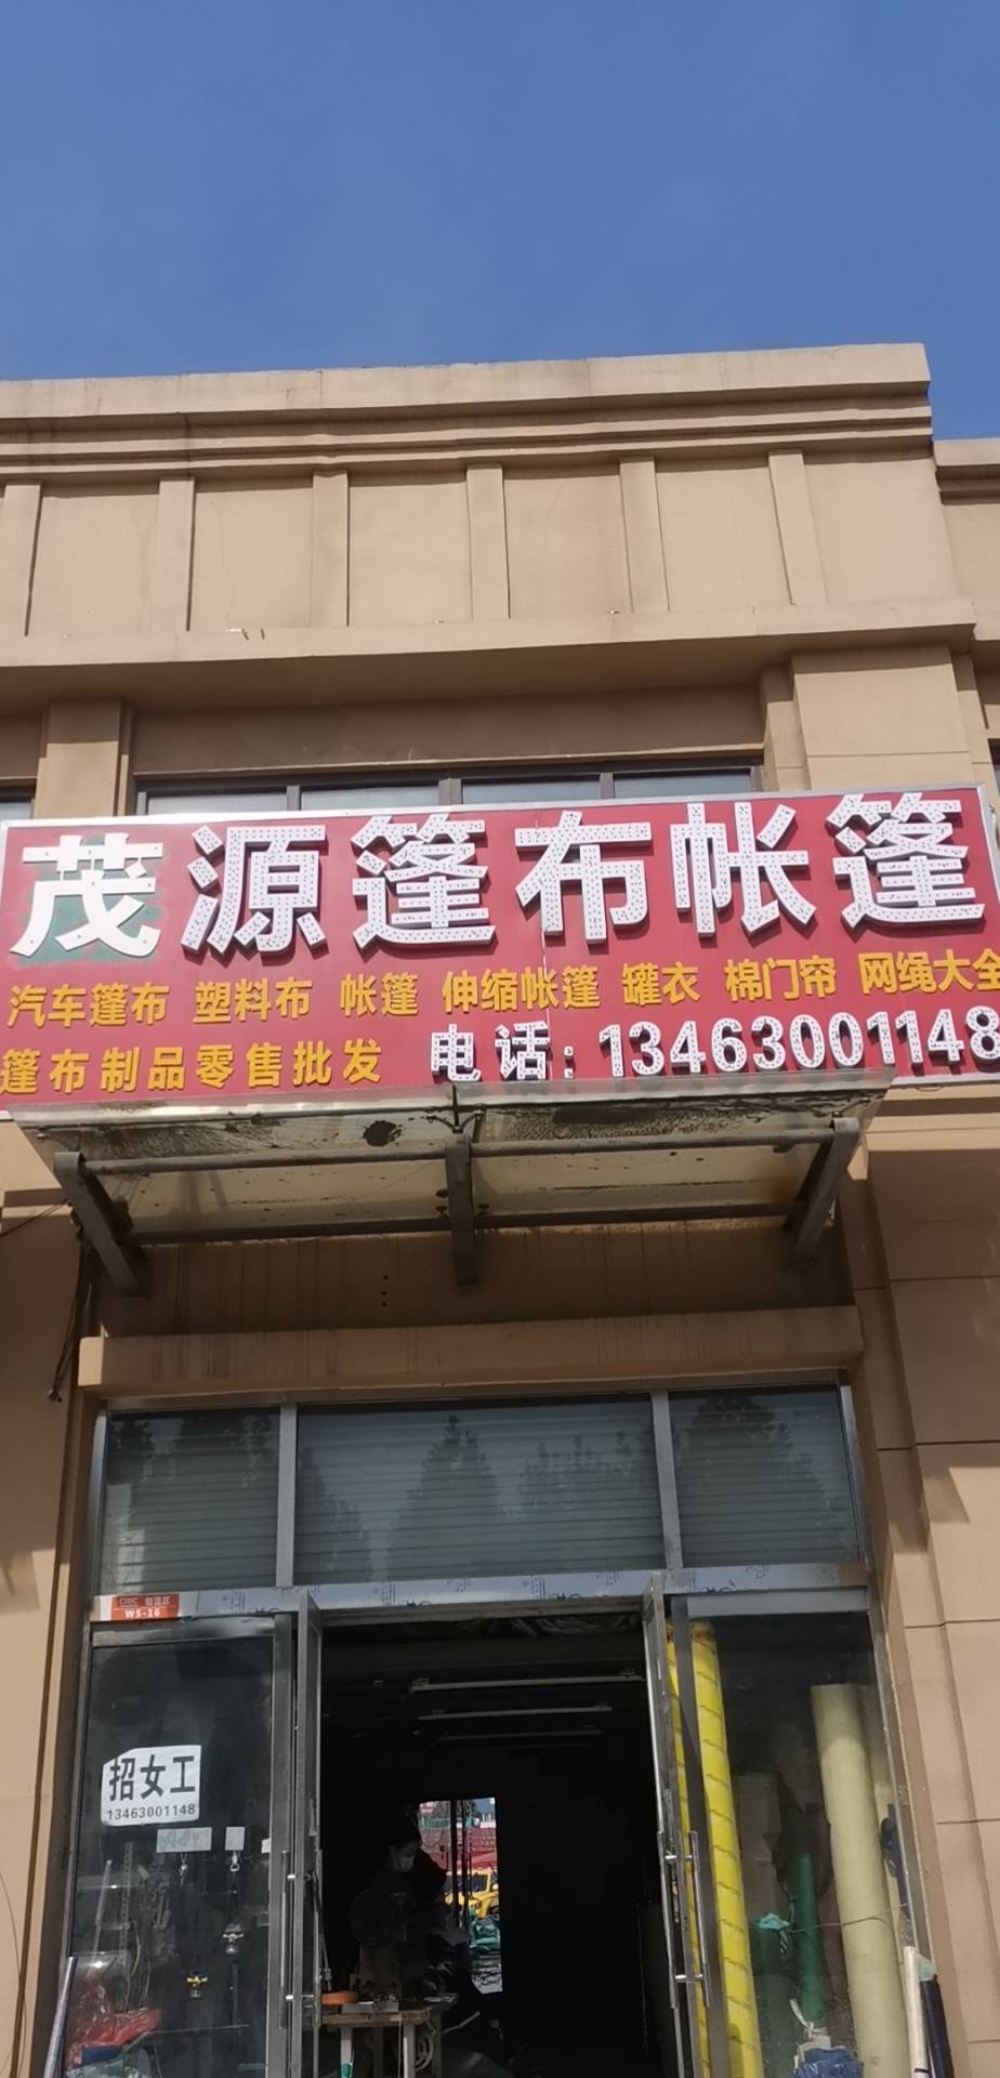 茂源篷布帐篷
汽车篷布 塑料布 帐篷 伸缩帐篷 罐衣 棉门帘 网绳大全
篷布制品零售批发 电话:13463001148
W5-16
招女工
13463001148